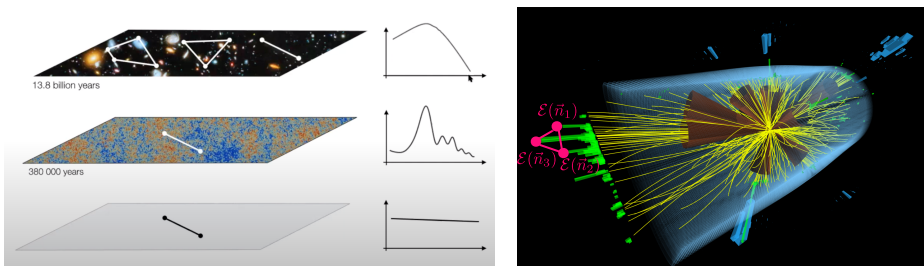 13.8 billion years
380 000 years
ℰ(n⃗₁)
ℰ(n⃗₂)
ℰ(n⃗₃)